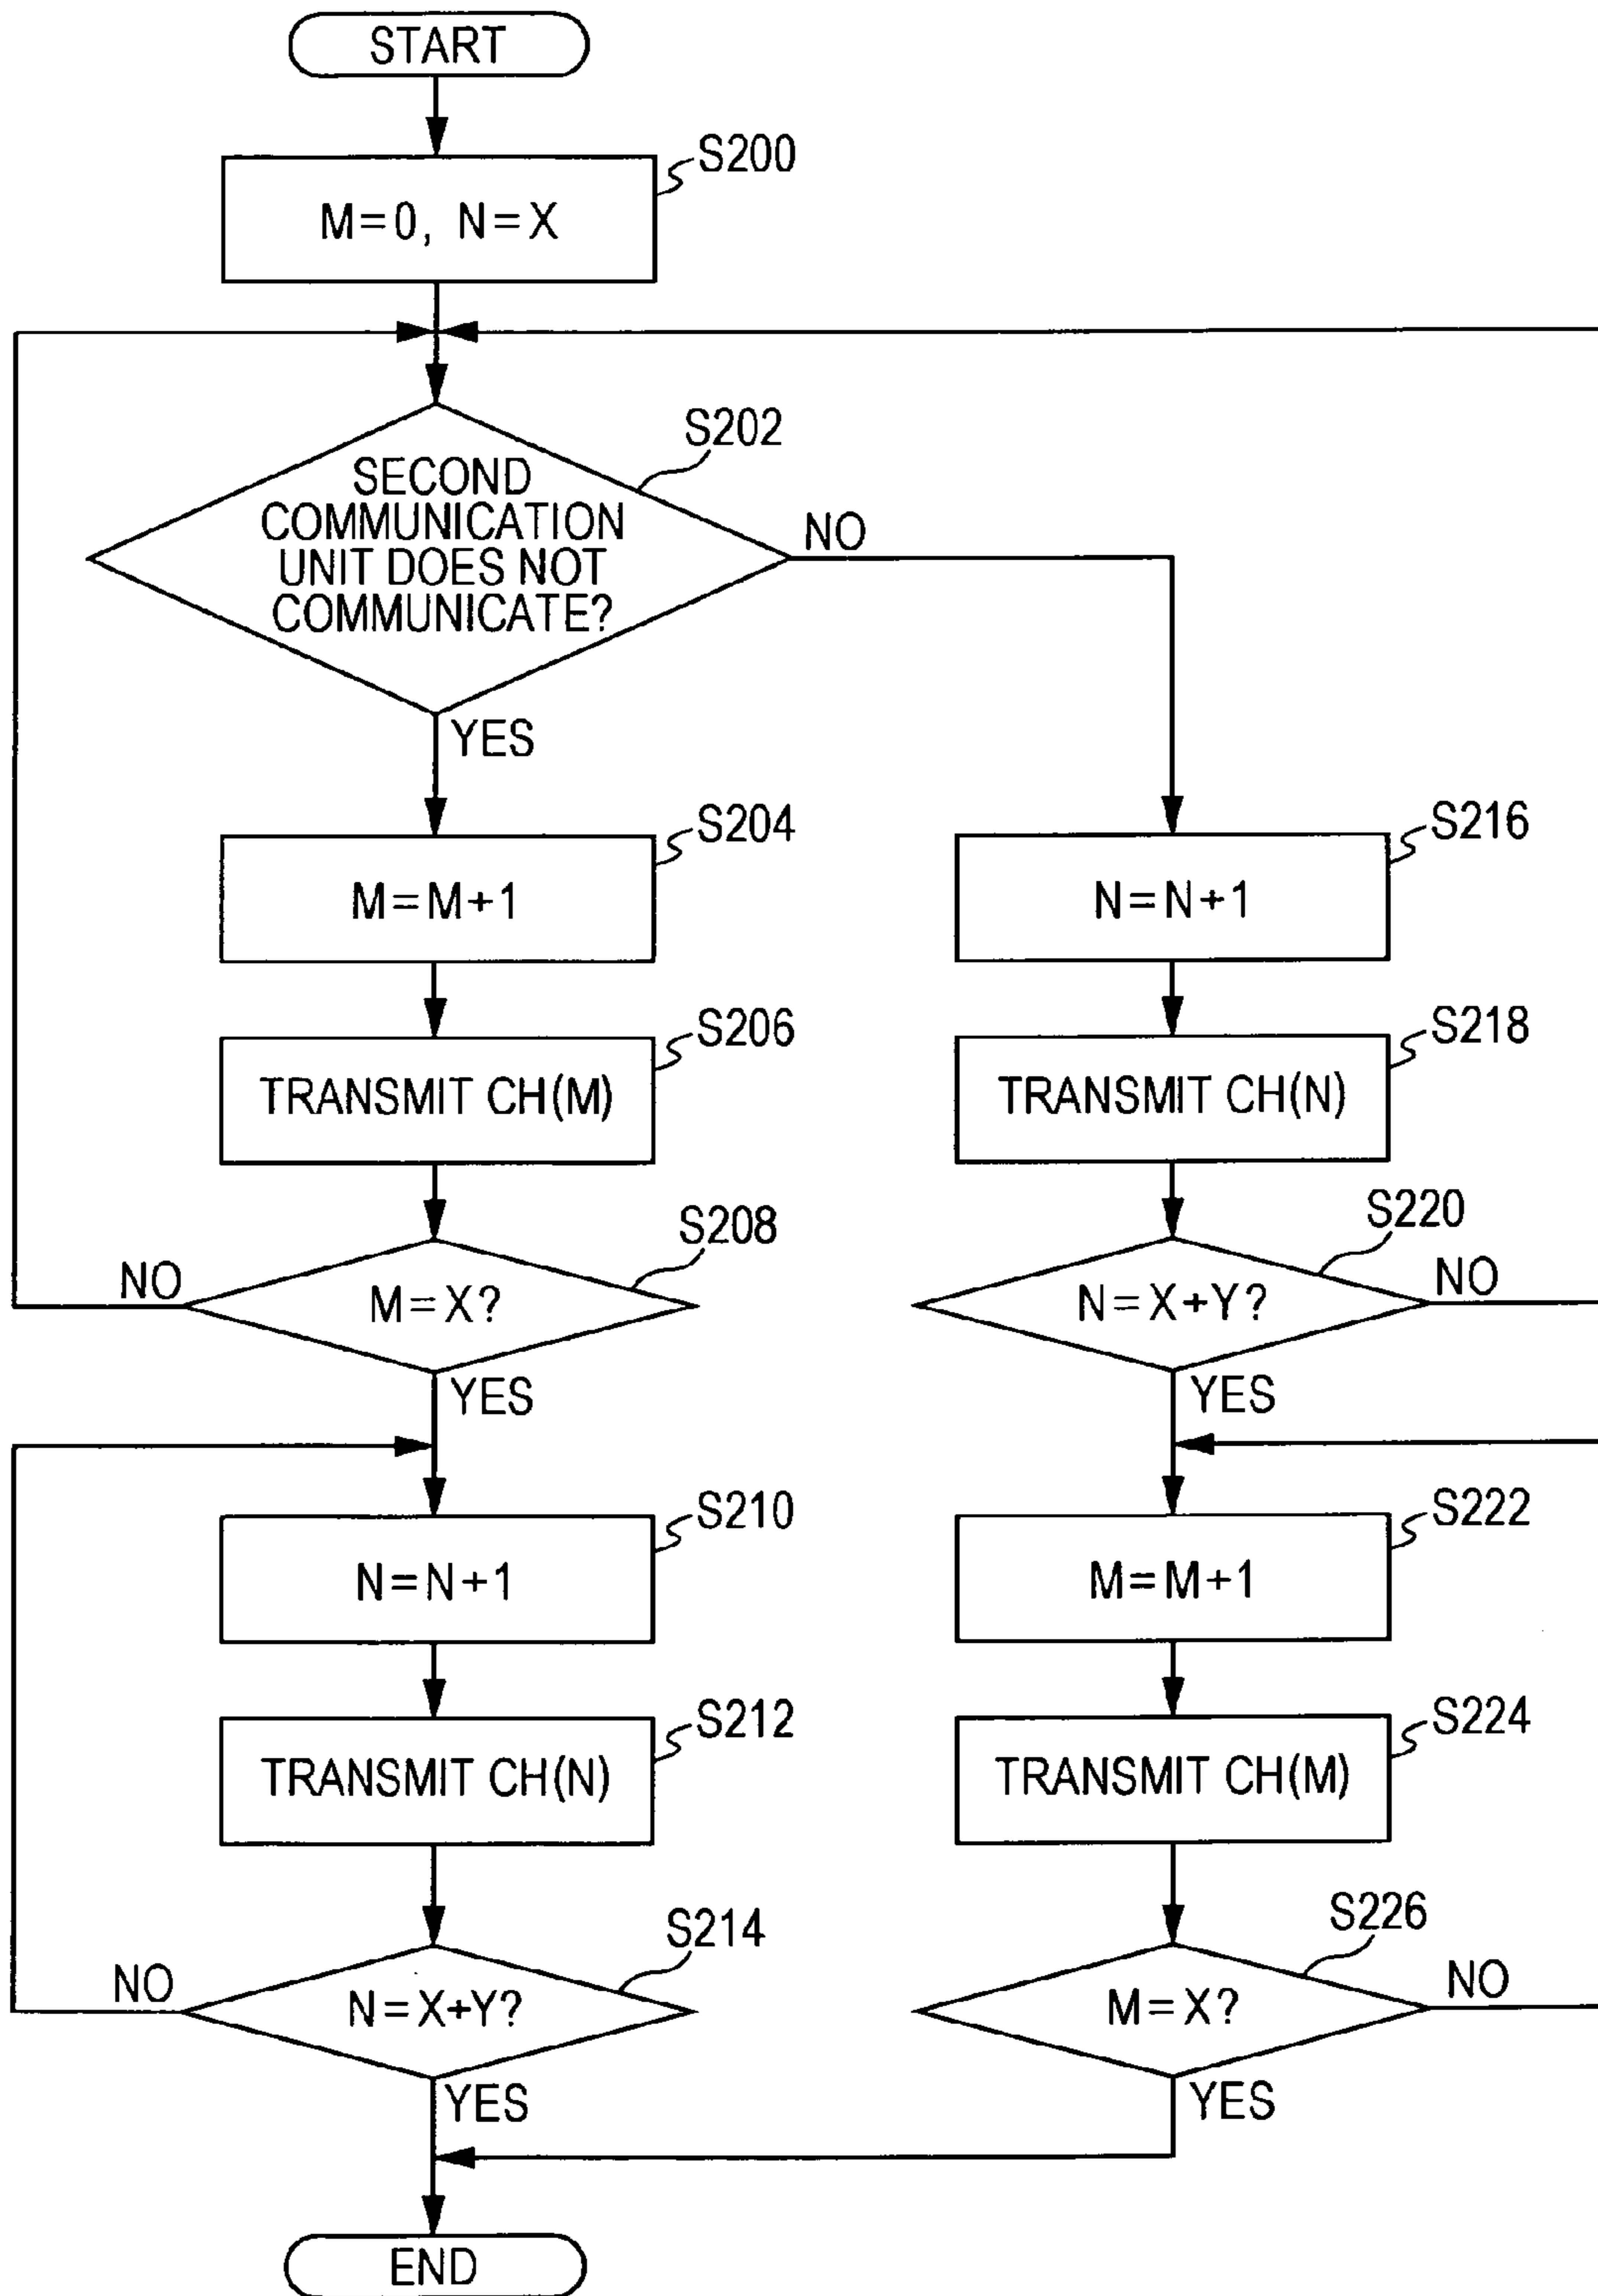 START
S200
M=0, N=X
S202
SECOND
COMMUNICATION
UNIT DOES NOT
COMMUNICATE?
NO
YES
S204
M=M+1
S206
TRANSMIT CH(M)
S208
M=X?
NO
YES
S210
N=N+1
S212
TRANSMIT CH(N)
S214
N=X+Y?
NO
YES
S216
N=N+1
S218
TRANSMIT CH(N)
S220
N=X+Y?
NO
YES
S222
M=M+1
S224
TRANSMIT CH(M)
S226
M=X?
NO
YES
END